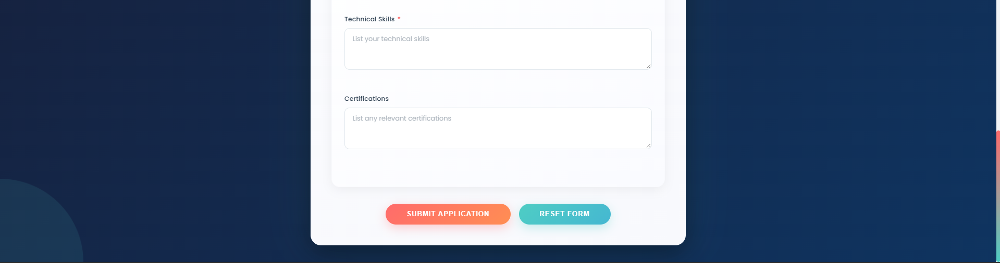 Technical Skills *
List your technical skills
Certifications
List any relevant certifications
SUBMIT APPLICATION
RESET FORM